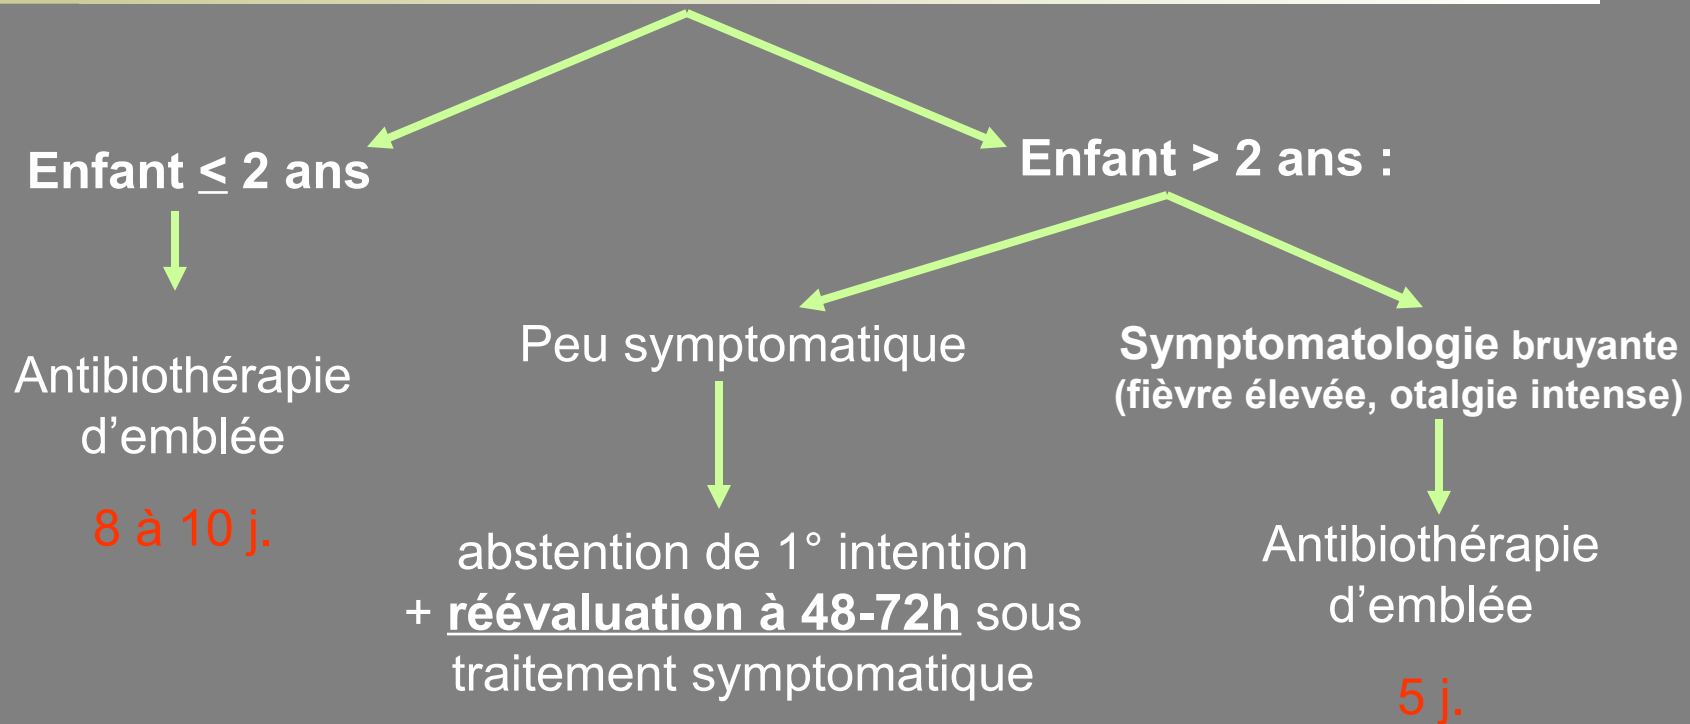 Enfant ≤ 2 ans
Antibiothérapie
d’emblée
8 à 10 j.
Enfant > 2 ans :
Peu symptomatique
abstention de 1° intention
+ réévaluation à 48-72h sous
traitement symptomatique
Symptomatologie bruyante
(fièvre élevée, otalgie intense)
Antibiothérapie
d’emblée
5 j.